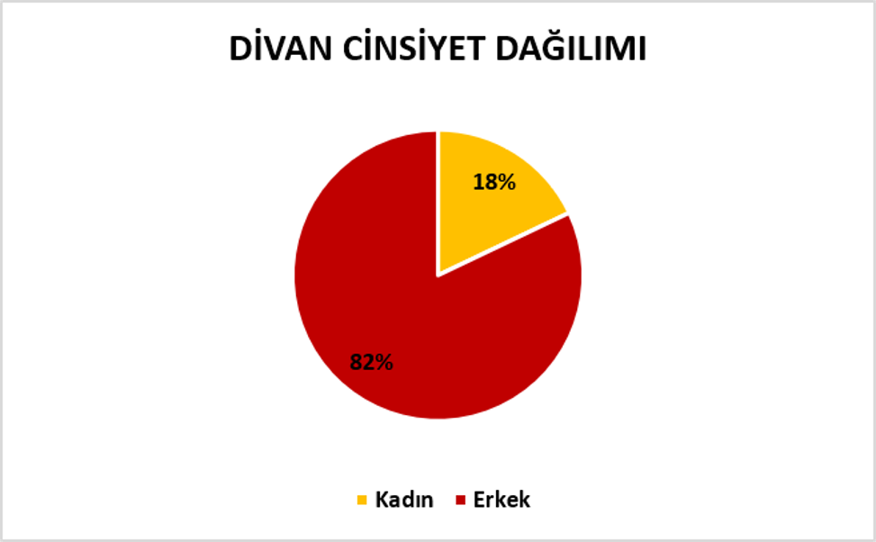 DİVAN CİNSİYET DAĞILIMI
18%
82%
Kadın Erkek